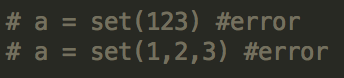 # a = set(123) #error
# a = set(1,2,3) #error